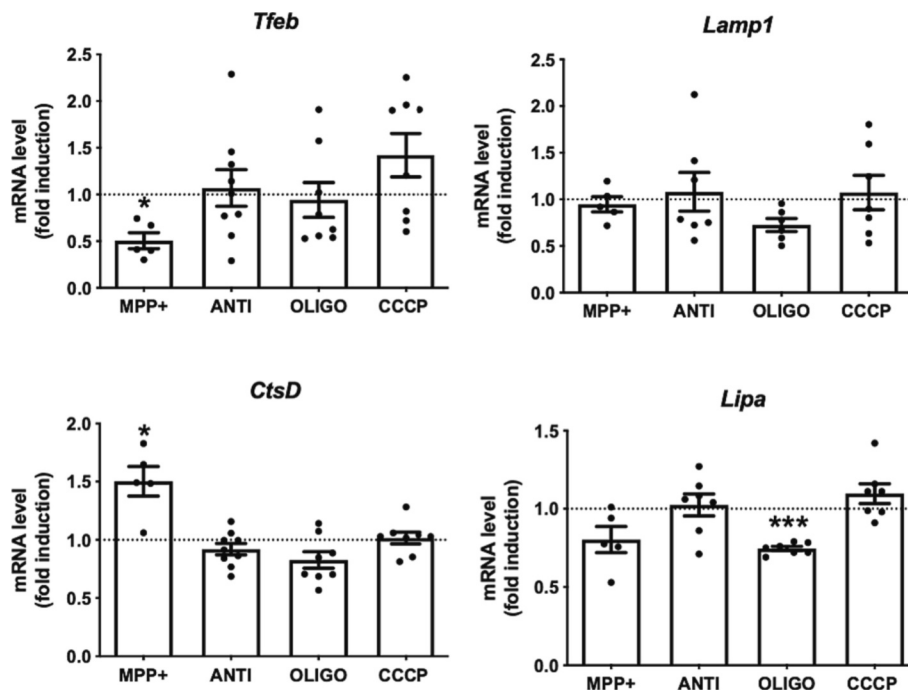 Tfeb
mRNA level
(fold induction)
2.5
2.0
1.5
1.0
0.5
0.0
*
MPP+ ANTI OLIGO CCCP
Lamp1
mRNA level
(fold induction)
2.5
2.0
1.5
1.0
0.5
0.0
MPP+ ANTI OLIGO CCCP
CtsD
mRNA level
(fold induction)
2.0
1.5
1.0
0.5
0.0
*
MPP+ ANTI OLIGO CCCP
Lipa
mRNA level
(fold induction)
1.5
1.0
0.5
0.0
***
MPP+ ANTI OLIGO CCCP